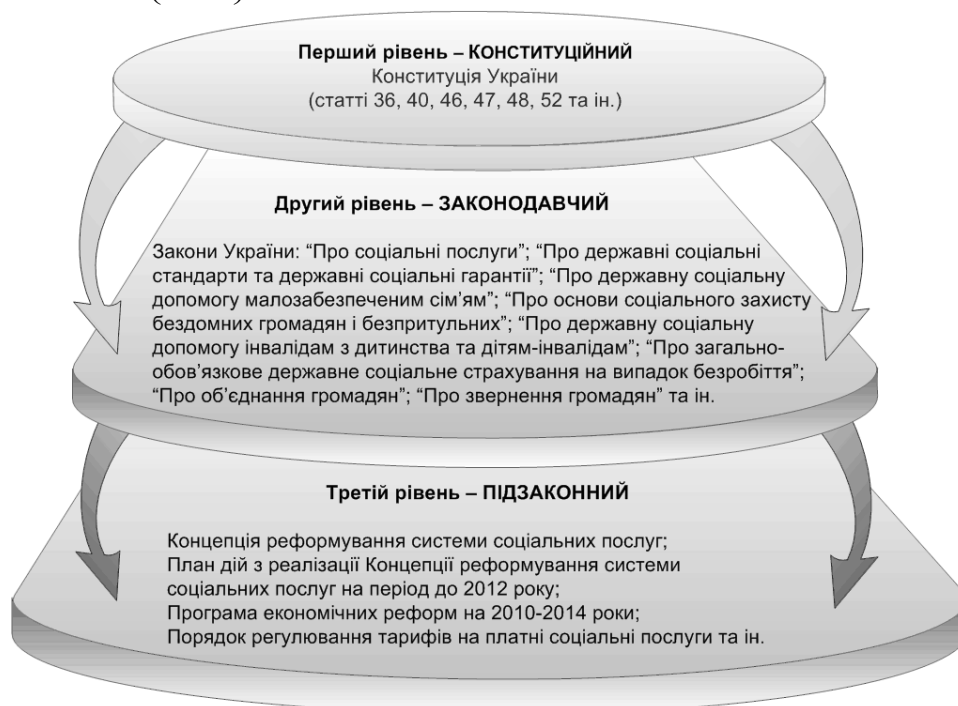 Перший рівень – КОНСТИТУЦІЙНИЙ
Конституція України
(статті 36, 40, 46, 47, 48, 52 та ін.)
Другий рівень – ЗАКОНОДАВЧИЙ
Закони України: “Про соціальні послуги”; “Про державні соціальні
стандарти та державні соціальні гарантії”; “Про державну соціальну
допомогу малозабезпеченим сім’ям”; “Про основи соціального захисту
бездомних громадян і безпритульних”; “Про державну соціальну
допомогу інвалідам з дитинства та дітям-інвалідам”; “Про загально-
обов’язкове державне соціальне страхування на випадок безробіття”;
“Про об’єднання громадян”; “Про звернення громадян” та ін.
Третій рівень – ПІДЗАКОННИЙ
Концепція реформування системи соціальних послуг;
План дій з реалізації Концепції реформування системи
соціальних послуг на період до 2012 року;
Програма економічних реформ на 2010-2014 роки;
Порядок регулювання тарифів на платні соціальні послуги та ін.